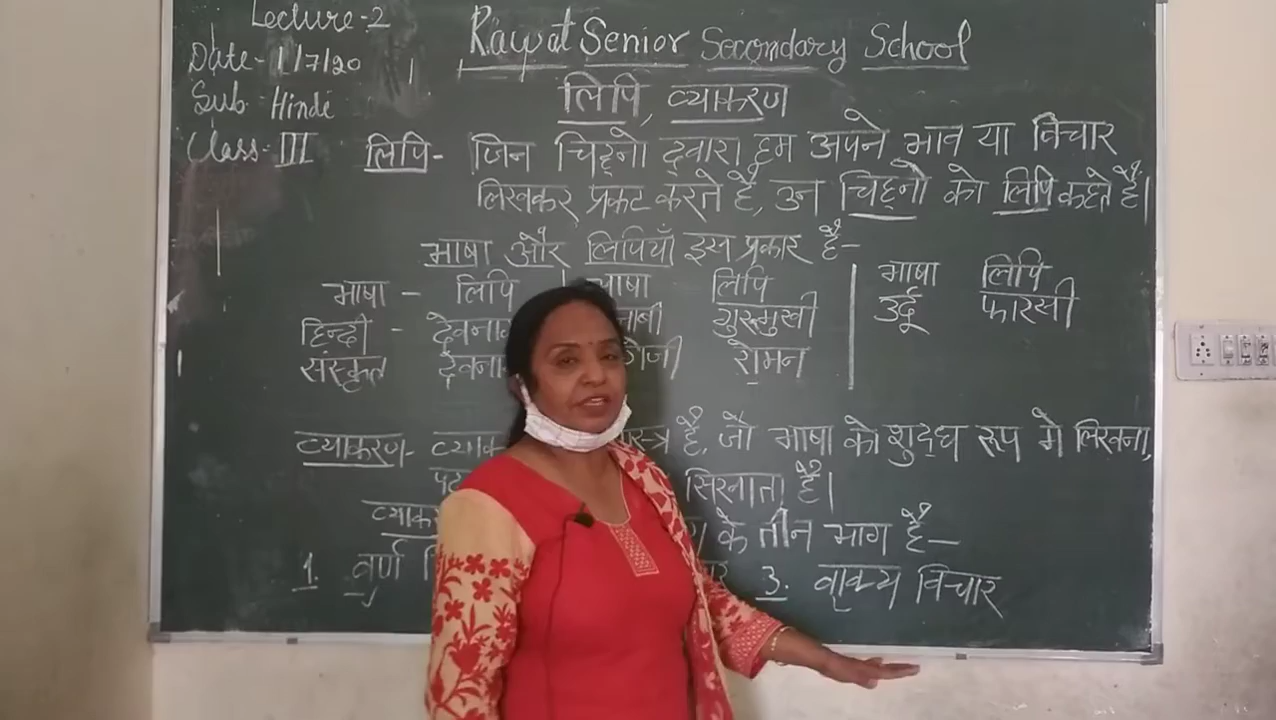 Lecture-2
Rawat Senior Secondary School
Date-1/7/20
Sub-Hindi
लिपि, व्याकरण
Class-III
लिपि- जिन चिह्नो द्वारा हम अपने भाव या विचार
लिखकर प्रकट करते है, उन चिह्नो को लिपि कहते हैं।
भाषा और लिपियाँ इस प्रकार हैं-
भाषा - लिपि भाषा लिपि भाषा लिपि
हिन्दी - गुरूमुखी उर्दू फारसी
संस्कृत रोमन
व्याकरण- है, जो भाषा को शुद्ध रूप मे लिखना,
सिखाता है।
के तीन भाग है-
1. वर्ण 3. वाक्य विचार